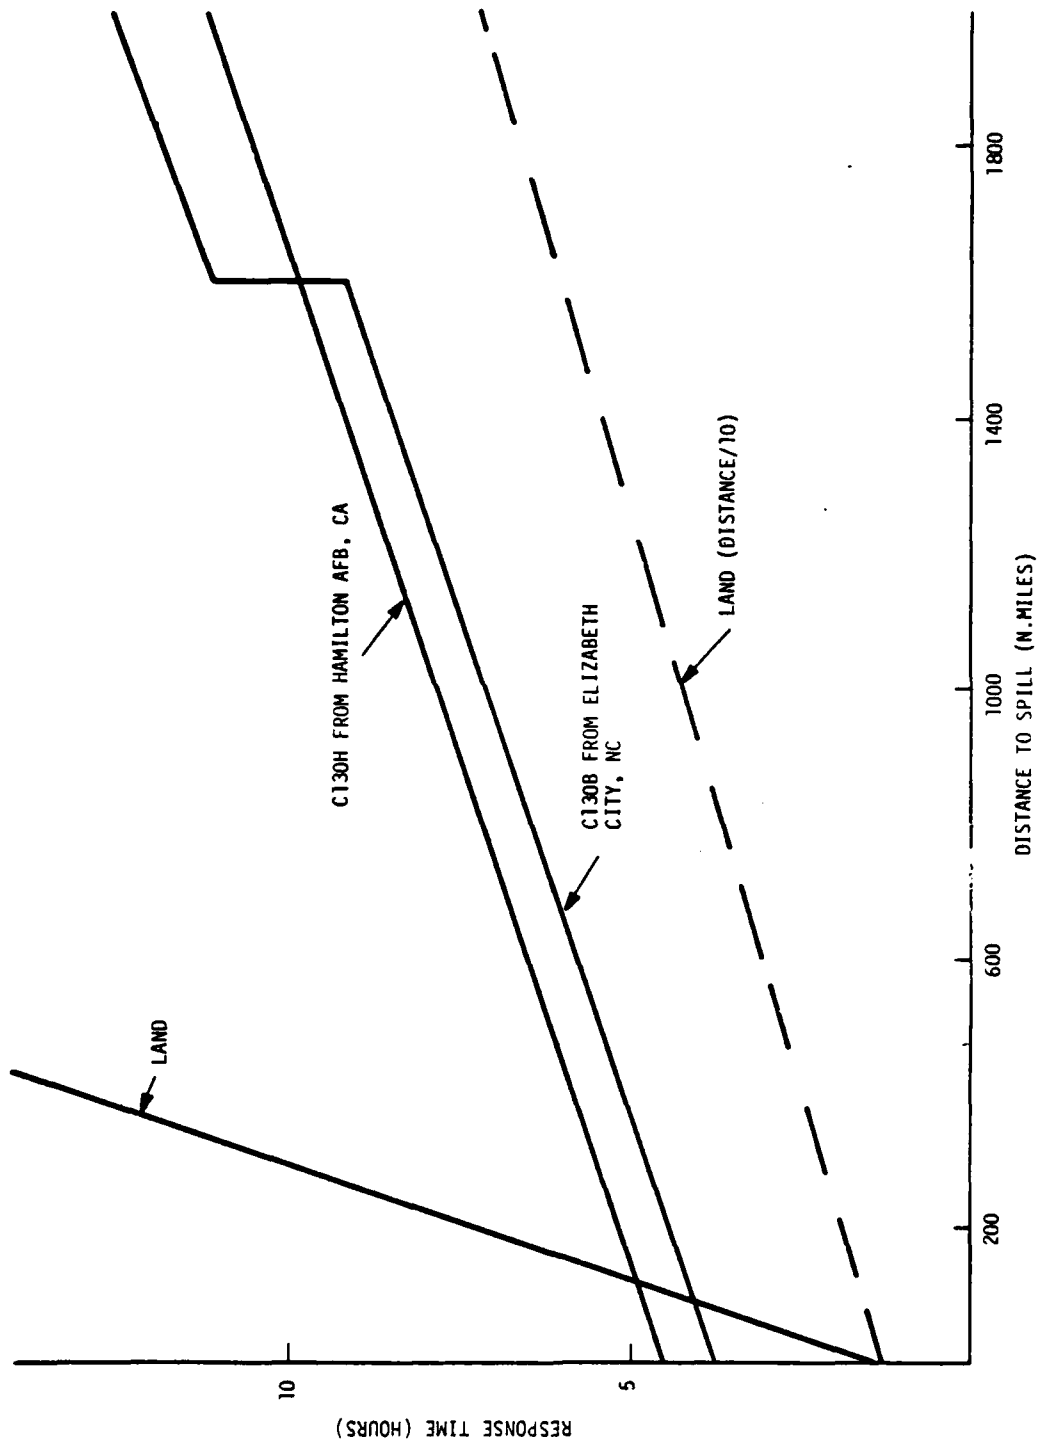 RESPONSE TIME (HOURS)
10
5
LAND
C130H FROM HAMILTON AFB, CA
C130B FROM ELIZABETH
CITY, NC
LAND (DISTANCE/10)
200
600
1000
1400
1800
DISTANCE TO SPILL (N.MILES)